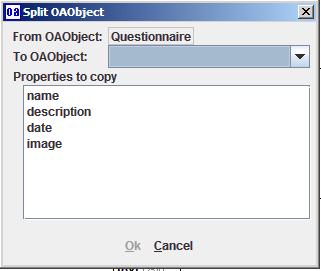 oa Split OAObject
From OAObject: Questionnaire
To OAObject:
Properties to copy
name
description
date
image
Ok Cancel